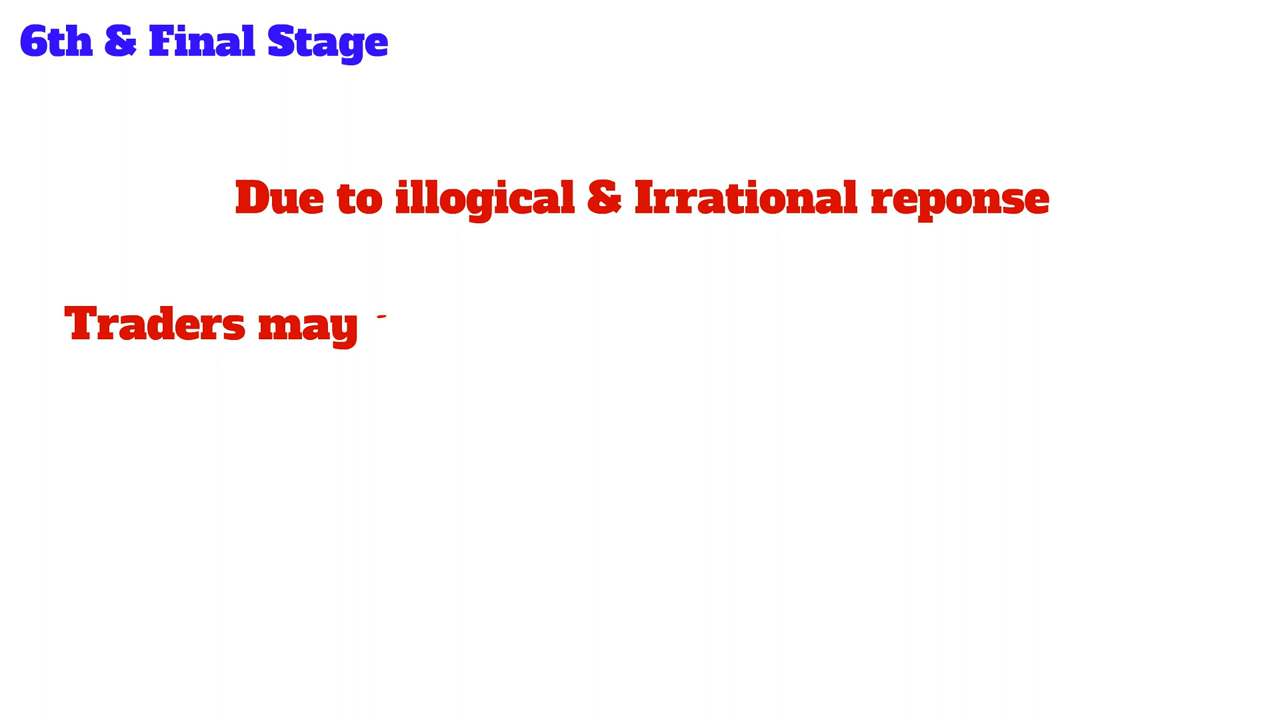 6th & Final Stage
Due to illogical & Irrational reponse
Traders may